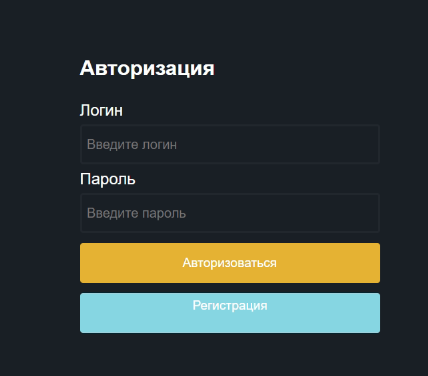 Авторизация
Логин
Введите логин
Пароль
Введите пароль
Авторизоваться
Регистрация